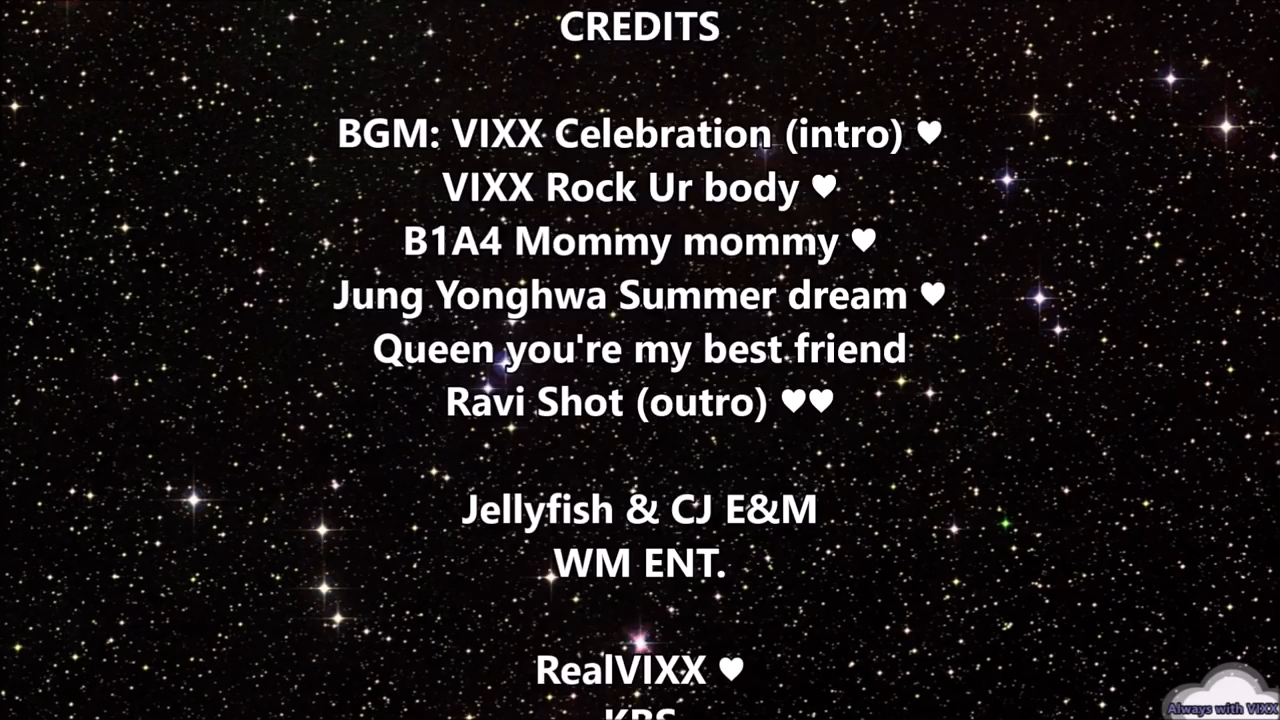 CREDITS
BGM: VIXX Celebration (intro) ♥
VIXX Rock Ur body ♥
B1A4 Mommy mommy ♥
Jung Yonghwa Summer dream ♥
Queen you're my best friend
Ravi Shot (outro) ♥♥
Jellyfish & CJ E&M
WM ENT.
RealVIXX ♥
KBS
Always with VIXX